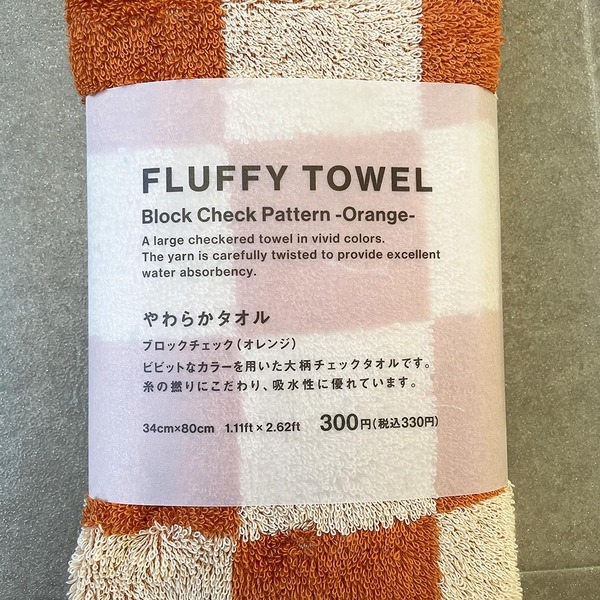 FLUFFY TOWEL
Block Check Pattern -Orange-
A large checkered towel in vivid colors.
The yarn is carefully twisted to provide excellent
water absorbency.
やわらかタオル
ブロックチェック（オレンジ）
ビビットなカラーを用いた大柄チェックタオルです。
糸の撚りにこだわり、吸水性に優れています。
34cm×80cm 1.11ft×2.62ft 300円（税込330円）